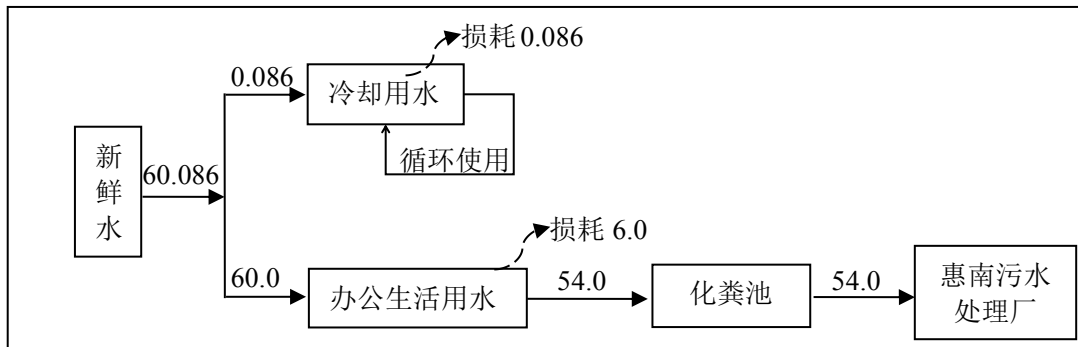 损耗0.086
0.086
冷却用水
循环使用
新
鲜
水
60.086
损耗 6.0
60.0
办公生活用水
54.0
化粪池
54.0
惠南污水
处理厂